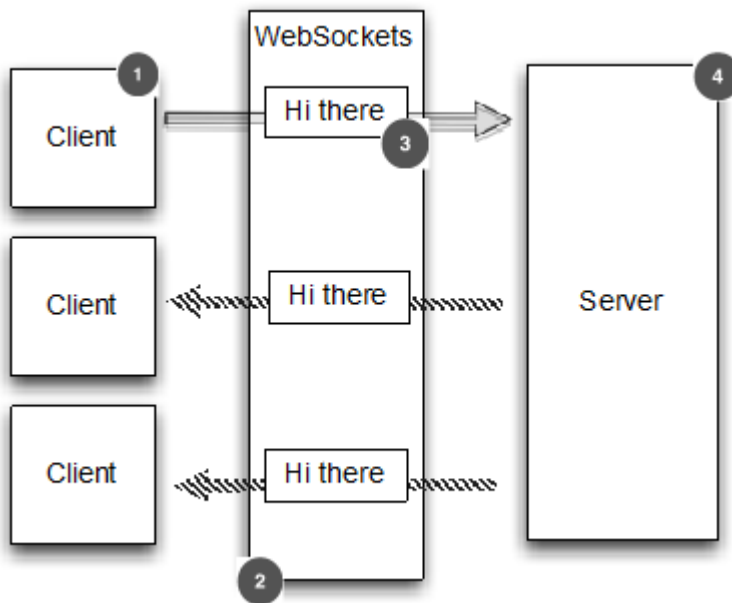 WebSockets
1
4
Client
Hi there
3
Client
Hi there
Server
Client
Hi there
2